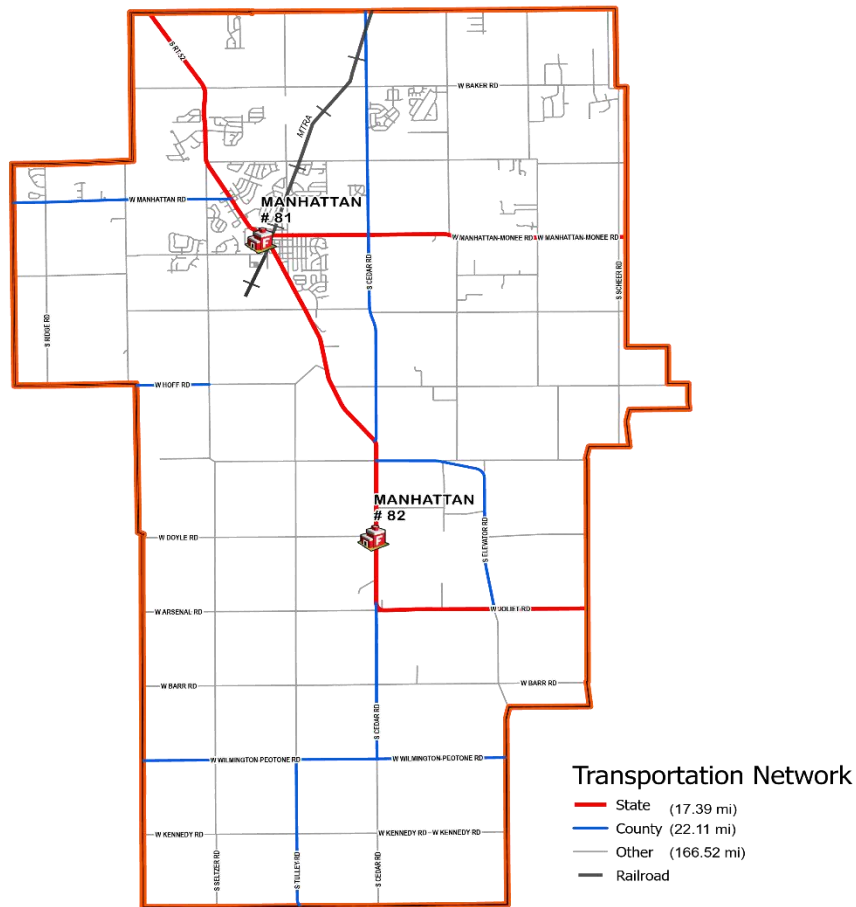 S RT-52
W BAKER RD
MTRA
W MANHATTAN RD
MANHATTAN
# 81
W MANHATTAN-MONEE RD
W MANHATTAN-MONEE RD
S CEDAR RD
S SCHEER RD
S RIDGE RD
W HOFF RD
MANHATTAN
# 82
W DOYLE RD
S ELEVATOR RD
W ARSENAL RD
W JOLIET RD
W BARR RD
W BARR RD
S CEDAR RD
W WILMINGTON-PEOTONE RD
W WILMINGTON-PEOTONE RD
Transportation Network
State (17.39 mi)
County (22.11 mi)
Other (166.52 mi)
Railroad
W KENNEDY RD
W KENNEDY RD
W KENNEDY RD
S SELTZER RD
S TULLEY RD
S CEDAR RD